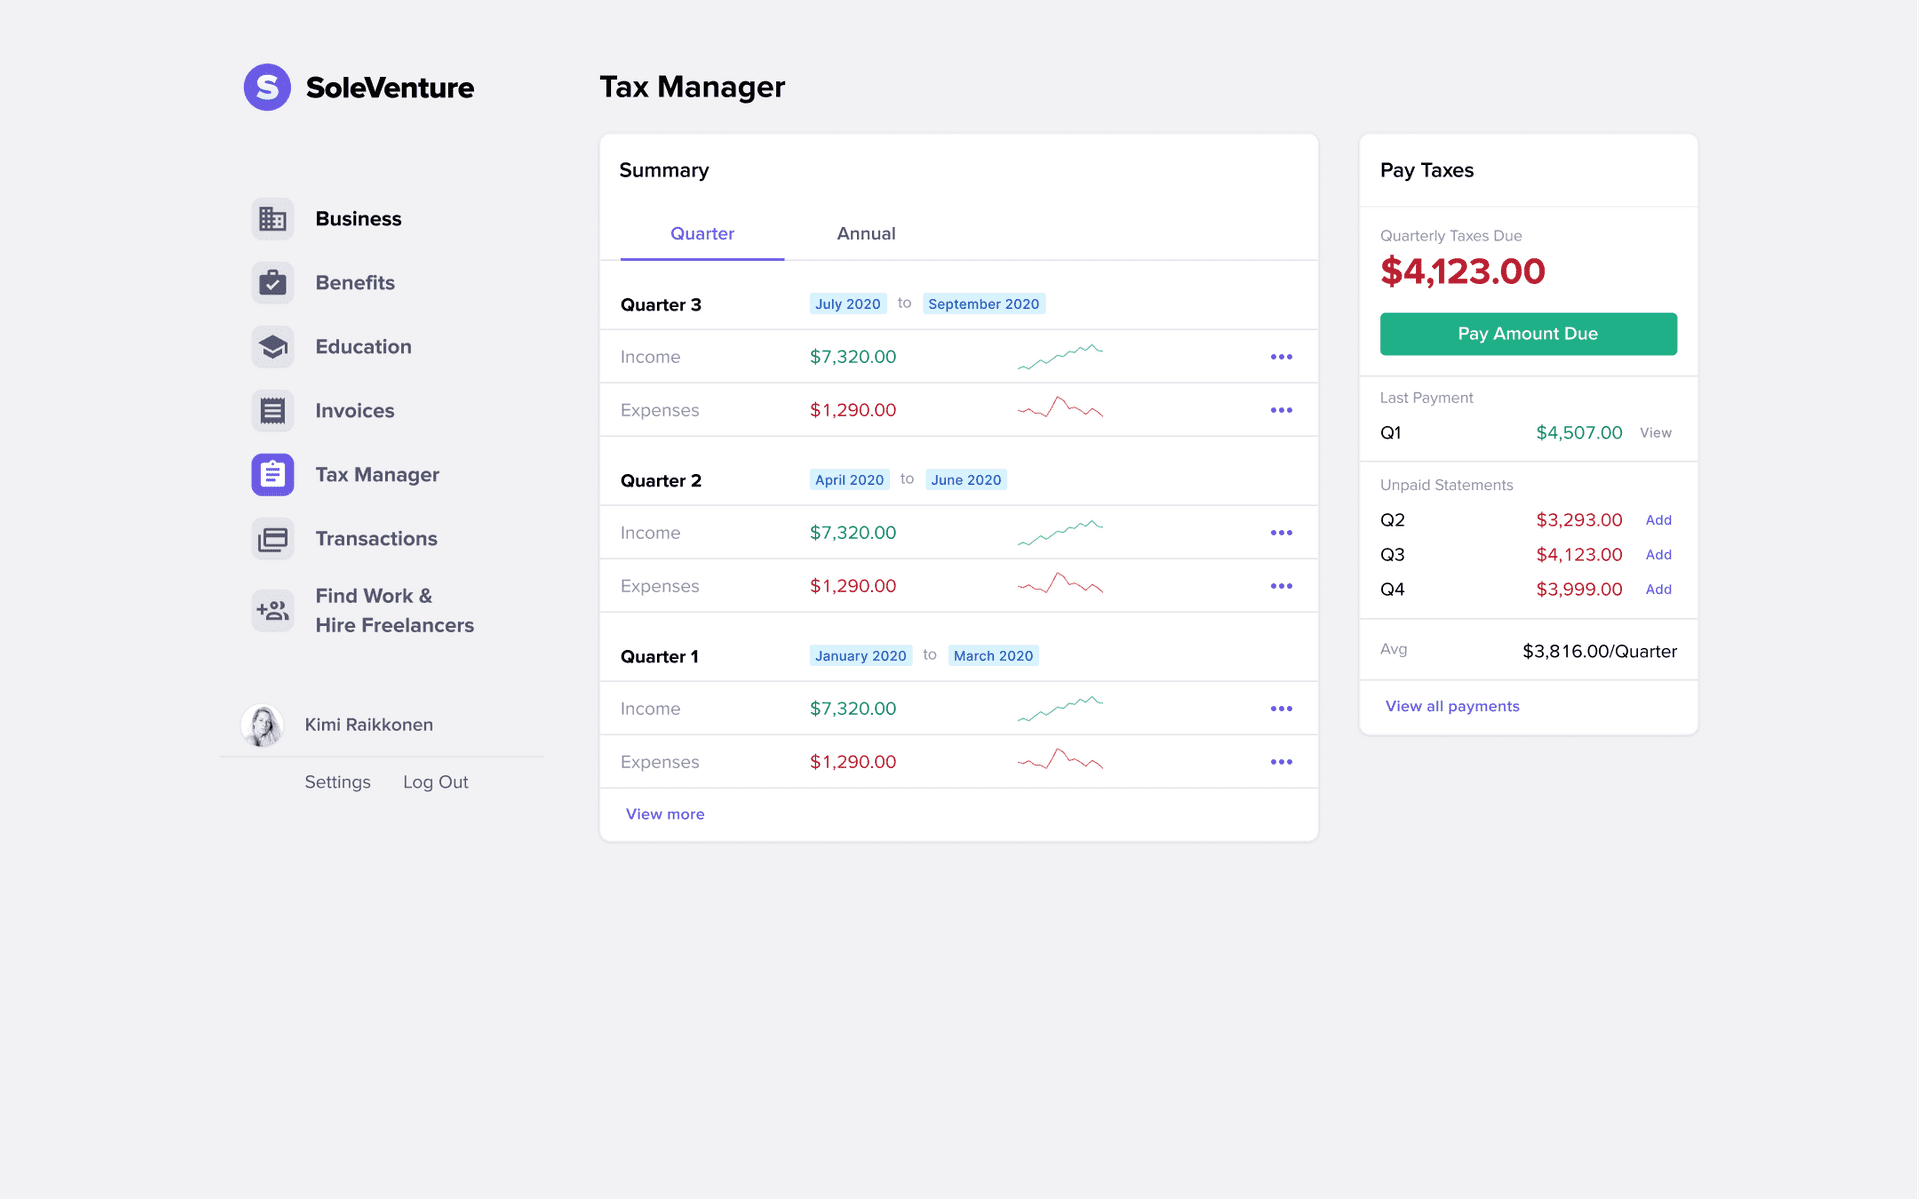 S SoleVenture
Business
Benefits
Education
Invoices
Tax Manager
Transactions
Find Work &
Hire Freelancers
Kimi Raikkonen
Settings Log Out
Tax Manager
Summary
Quarter Annual
Quarter 3 July 2020 to September 2020
Income $7,320.00
Expenses $1,290.00
Quarter 2 April 2020 to June 2020
Income $7,320.00
Expenses $1,290.00
Quarter 1 January 2020 to March 2020
Income $7,320.00
Expenses $1,290.00
View more
Pay Taxes
Quarterly Taxes Due
$4,123.00
Pay Amount Due
Last Payment
Q1 $4,507.00 View
Unpaid Statements
Q2 $3,293.00 Add
Q3 $4,123.00 Add
Q4 $3,999.00 Add
Avg $3,816.00/Quarter
View all payments